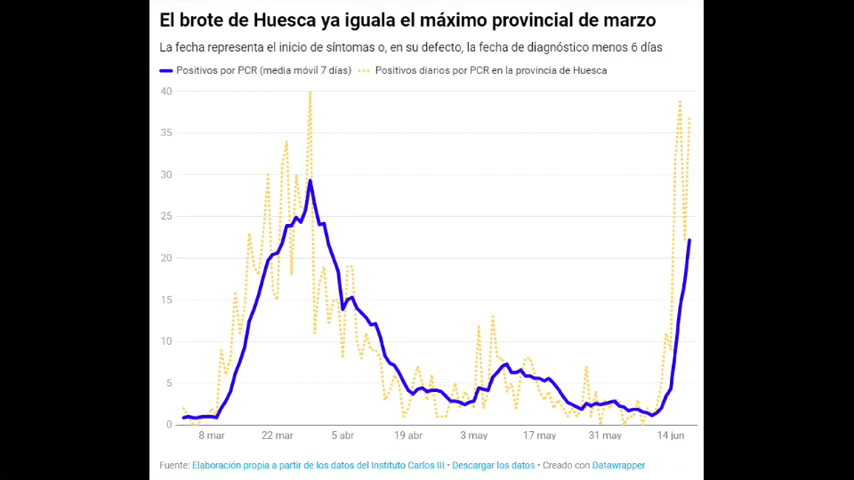 El brote de Huesca ya iguala el máximo provincial de marzo
La fecha representa el inicio de síntomas o, en su defecto, la fecha de diagnóstico menos 6 días
Positivos por PCR (media móvil 7 días) Positivos diarios por PCR en la provincia de Huesca
40
35
30
25
20
15
10
5
0
8 mar 22 mar 5 abr 19 abr 3 may 17 may 31 may 14 jun
Fuente: Elaboración propia a partir de los datos del Instituto Carlos III • Descargar los datos • Creado con Datawrapper